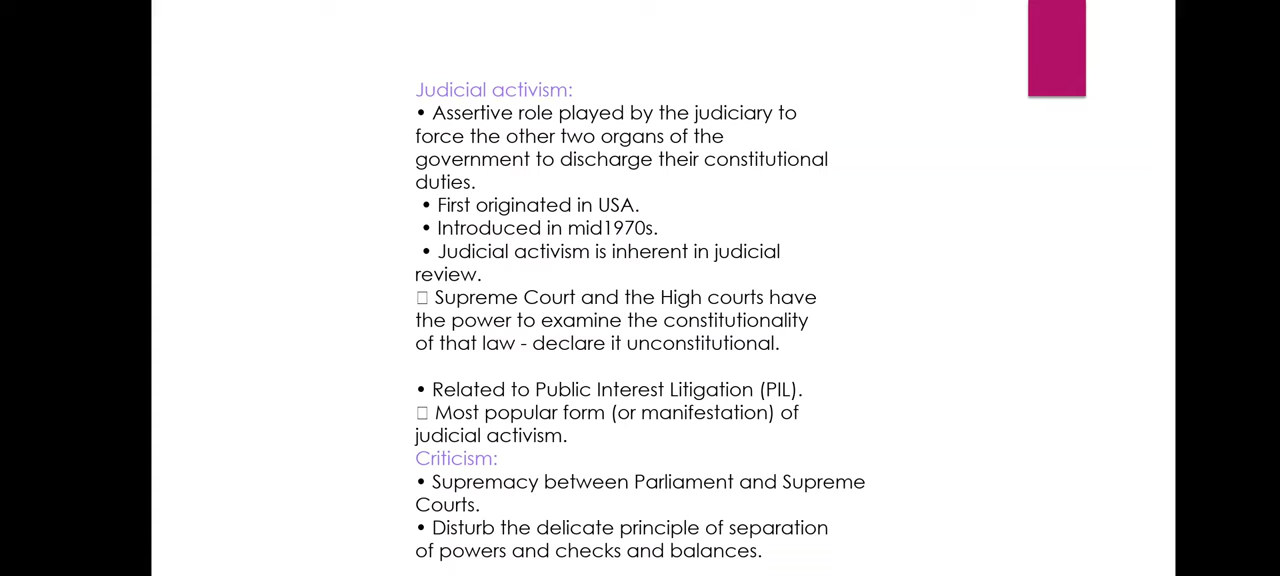 Judicial activism:
• Assertive role played by the judiciary to
force the other two organs of the
government to discharge their constitutional
duties.
• First originated in USA.
• Introduced in mid1970s.
• Judicial activism is inherent in judicial
review.
□ Supreme Court and the High courts have
the power to examine the constitutionality
of that law - declare it unconstitutional.
• Related to Public Interest Litigation (PIL).
□ Most popular form (or manifestation) of
judicial activism.
Criticism:
• Supremacy between Parliament and Supreme
Courts.
• Disturb the delicate principle of separation
of powers and checks and balances.